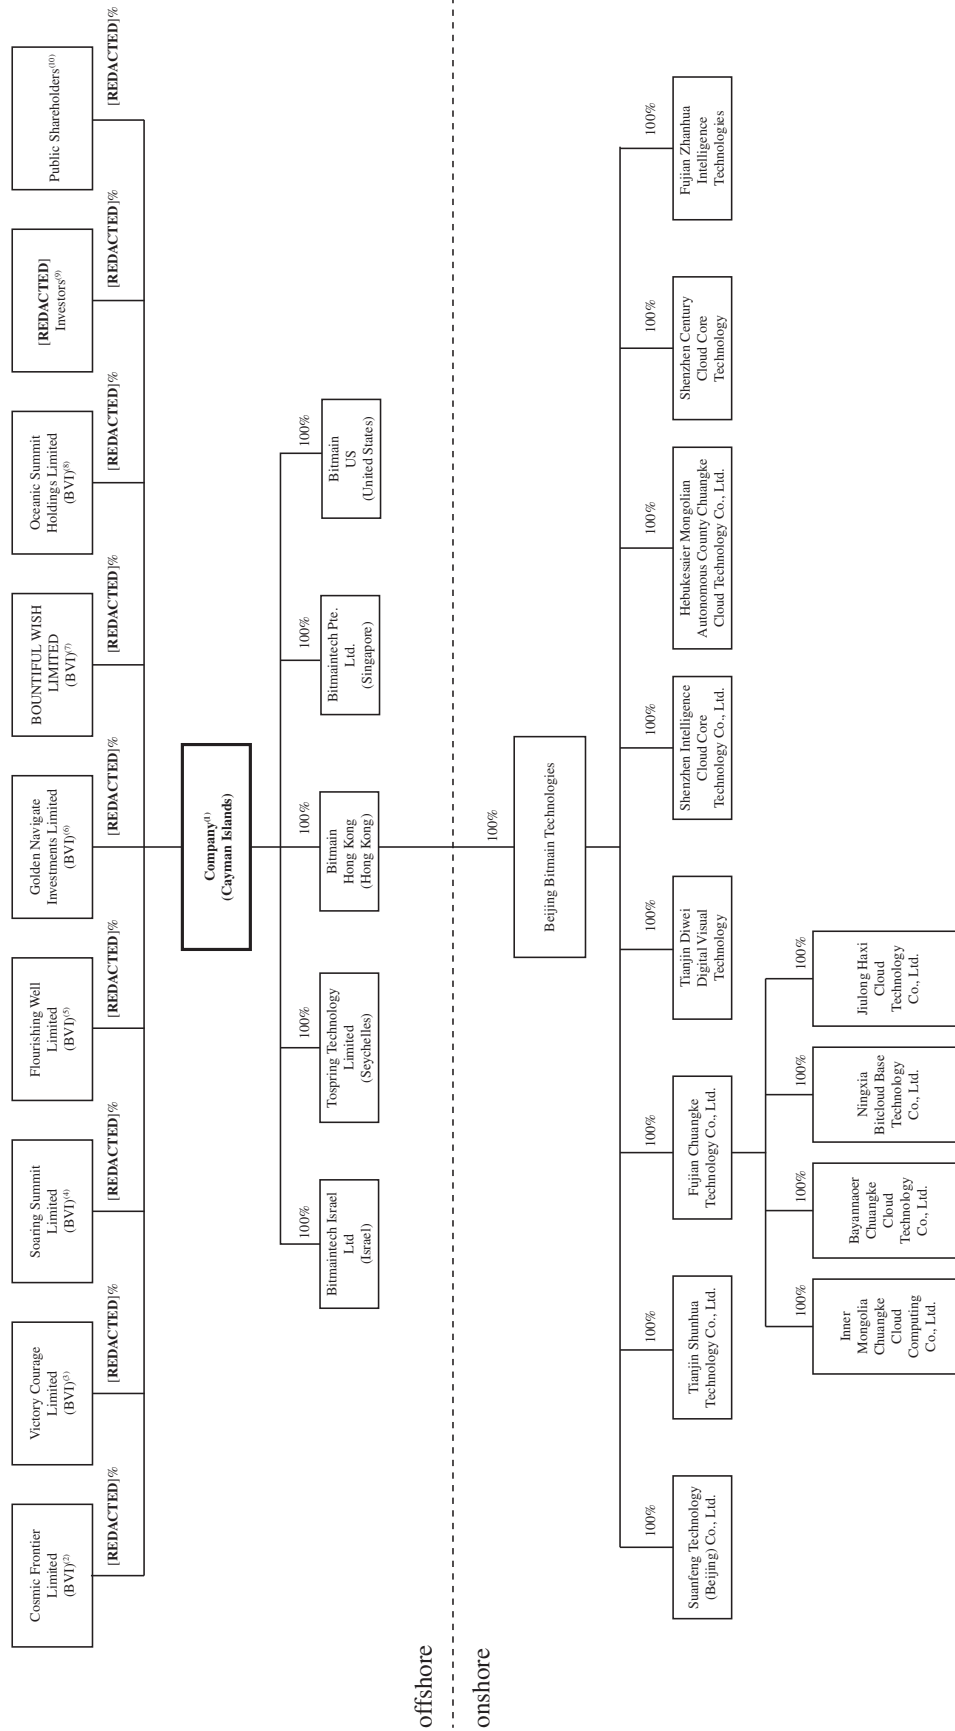 Cosmic Frontier
Limited
(BVI)(2)
Victory Courage
Limited
(BVI)(3)
Soaring Summit
Limited
(BVI)(4)
Flourishing Well
Limited
(BVI)(5)
Golden Navigate
Investments Limited
(BVI)(6)
BOUNTIFUL WISH
LIMITED
(BVI)(7)
Oceanic Summit
Holdings Limited
(BVI)(8)
[REDACTED]
Investors(9)
Public Shareholders(10)
[REDACTED]%
[REDACTED]%
[REDACTED]%
[REDACTED]%
[REDACTED]%
[REDACTED]%
[REDACTED]%
[REDACTED]%
[REDACTED]%
Company(1)
(Cayman Islands)
100%
100%
100%
100%
100%
Bitmaintech Israel
Ltd
(Israel)
Tospring Technology
Limited
(Seychelles)
Bitmain
Hong Kong
(Hong Kong)
Bitmaintech Pte.
Ltd.
(Singapore)
Bitmain
US
(United States)
offshore
onshore
100%
Beijing Bitmain Technologies
100%
100%
100%
100%
100%
100%
100%
100%
Suanfeng Technology
(Beijing) Co., Ltd.
Tianjin Shunhua
Technology Co., Ltd.
Fujian Chuangke
Technology Co., Ltd.
Tianjin Diwei
Digital Visual
Technology
Shenzhen Intelligence
Cloud Core
Technology Co., Ltd.
Hebukesaier Mongolian
Autonomous County Chuangke
Cloud Technology Co., Ltd.
Shenzhen Century
Cloud Core
Technology
Fujian Zhanhua
Intelligence
Technologies
100%
100%
100%
100%
Inner
Mongolia
Chuangke
Cloud
Computing
Co., Ltd.
Bayannaoer
Chuangke
Cloud
Technology
Co., Ltd.
Ningxia
Bitcloud Base
Technology
Co., Ltd.
Jiulong Haxi
Cloud
Technology
Co., Ltd.